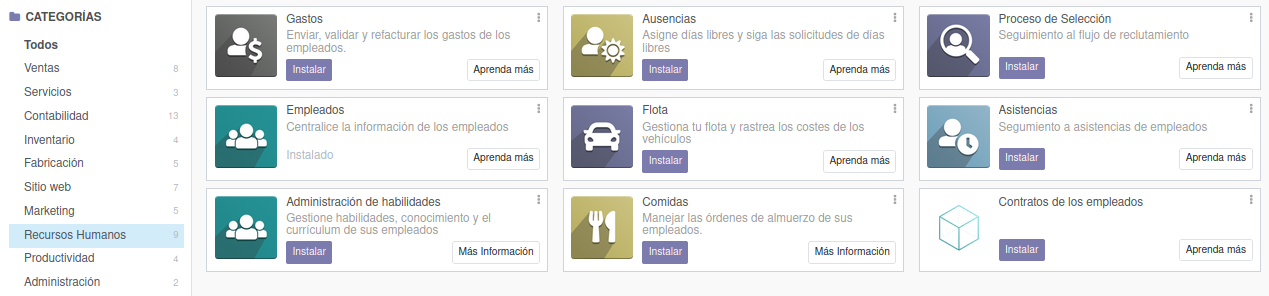 CATEGORÍAS
Todos
Ventas 8
Servicios 3
Contabilidad 13
Inventario 4
Fabricación 5
Sitio web 7
Marketing 5
Recursos Humanos 9
Productividad 4
Administración 2
Gastos
Enviar, validar y refacturar los gastos de los
empleados.
Instalar Aprenda más
Ausencias
Asigne días libres y siga las solicitudes de días
libres
Instalar Aprenda más
Proceso de Selección
Seguimiento al flujo de reclutamiento
Instalar Aprenda más
Empleados
Centralice la información de los empleados
Instalado Aprenda más
Flota
Gestiona tu flota y rastrea los costes de los
vehículos
Instalar Aprenda más
Asistencias
Segumiento a asistencias de empleados
Instalar Aprenda más
Administración de habilidades
Gestione habilidades, conocimiento y el
currículum de sus empleados
Instalar Más Información
Comidas
Manejar las órdenes de almuerzo de sus
empleados.
Instalar Más Información
Contratos de los empleados
Instalar Aprenda más